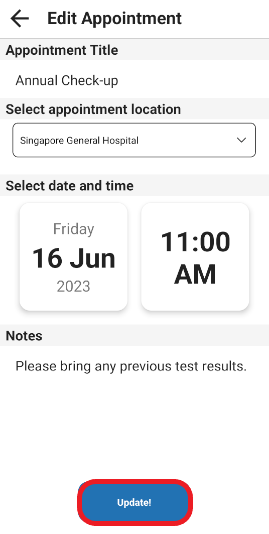 Edit Appointment
Appointment Title
Annual Check-up
Select appointment location
Singapore General Hospital
Select date and time
Friday
16 Jun
2023
11:00
AM
Notes
Please bring any previous test results.
Update!